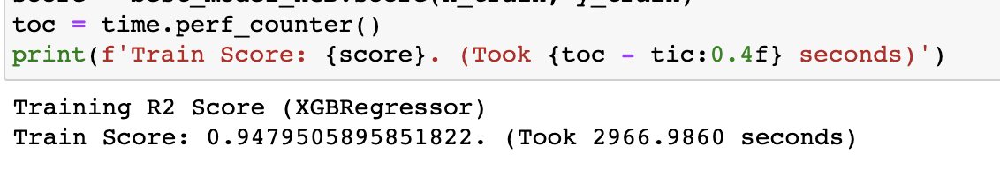 toc = time.perf_counter()
print(f'Train Score: {score}. (Took {toc - tic:0.4f} seconds)')
Training R2 Score (XGBRegressor)
Train Score: 0.9479505895851822. (Took 2966.9860 seconds)